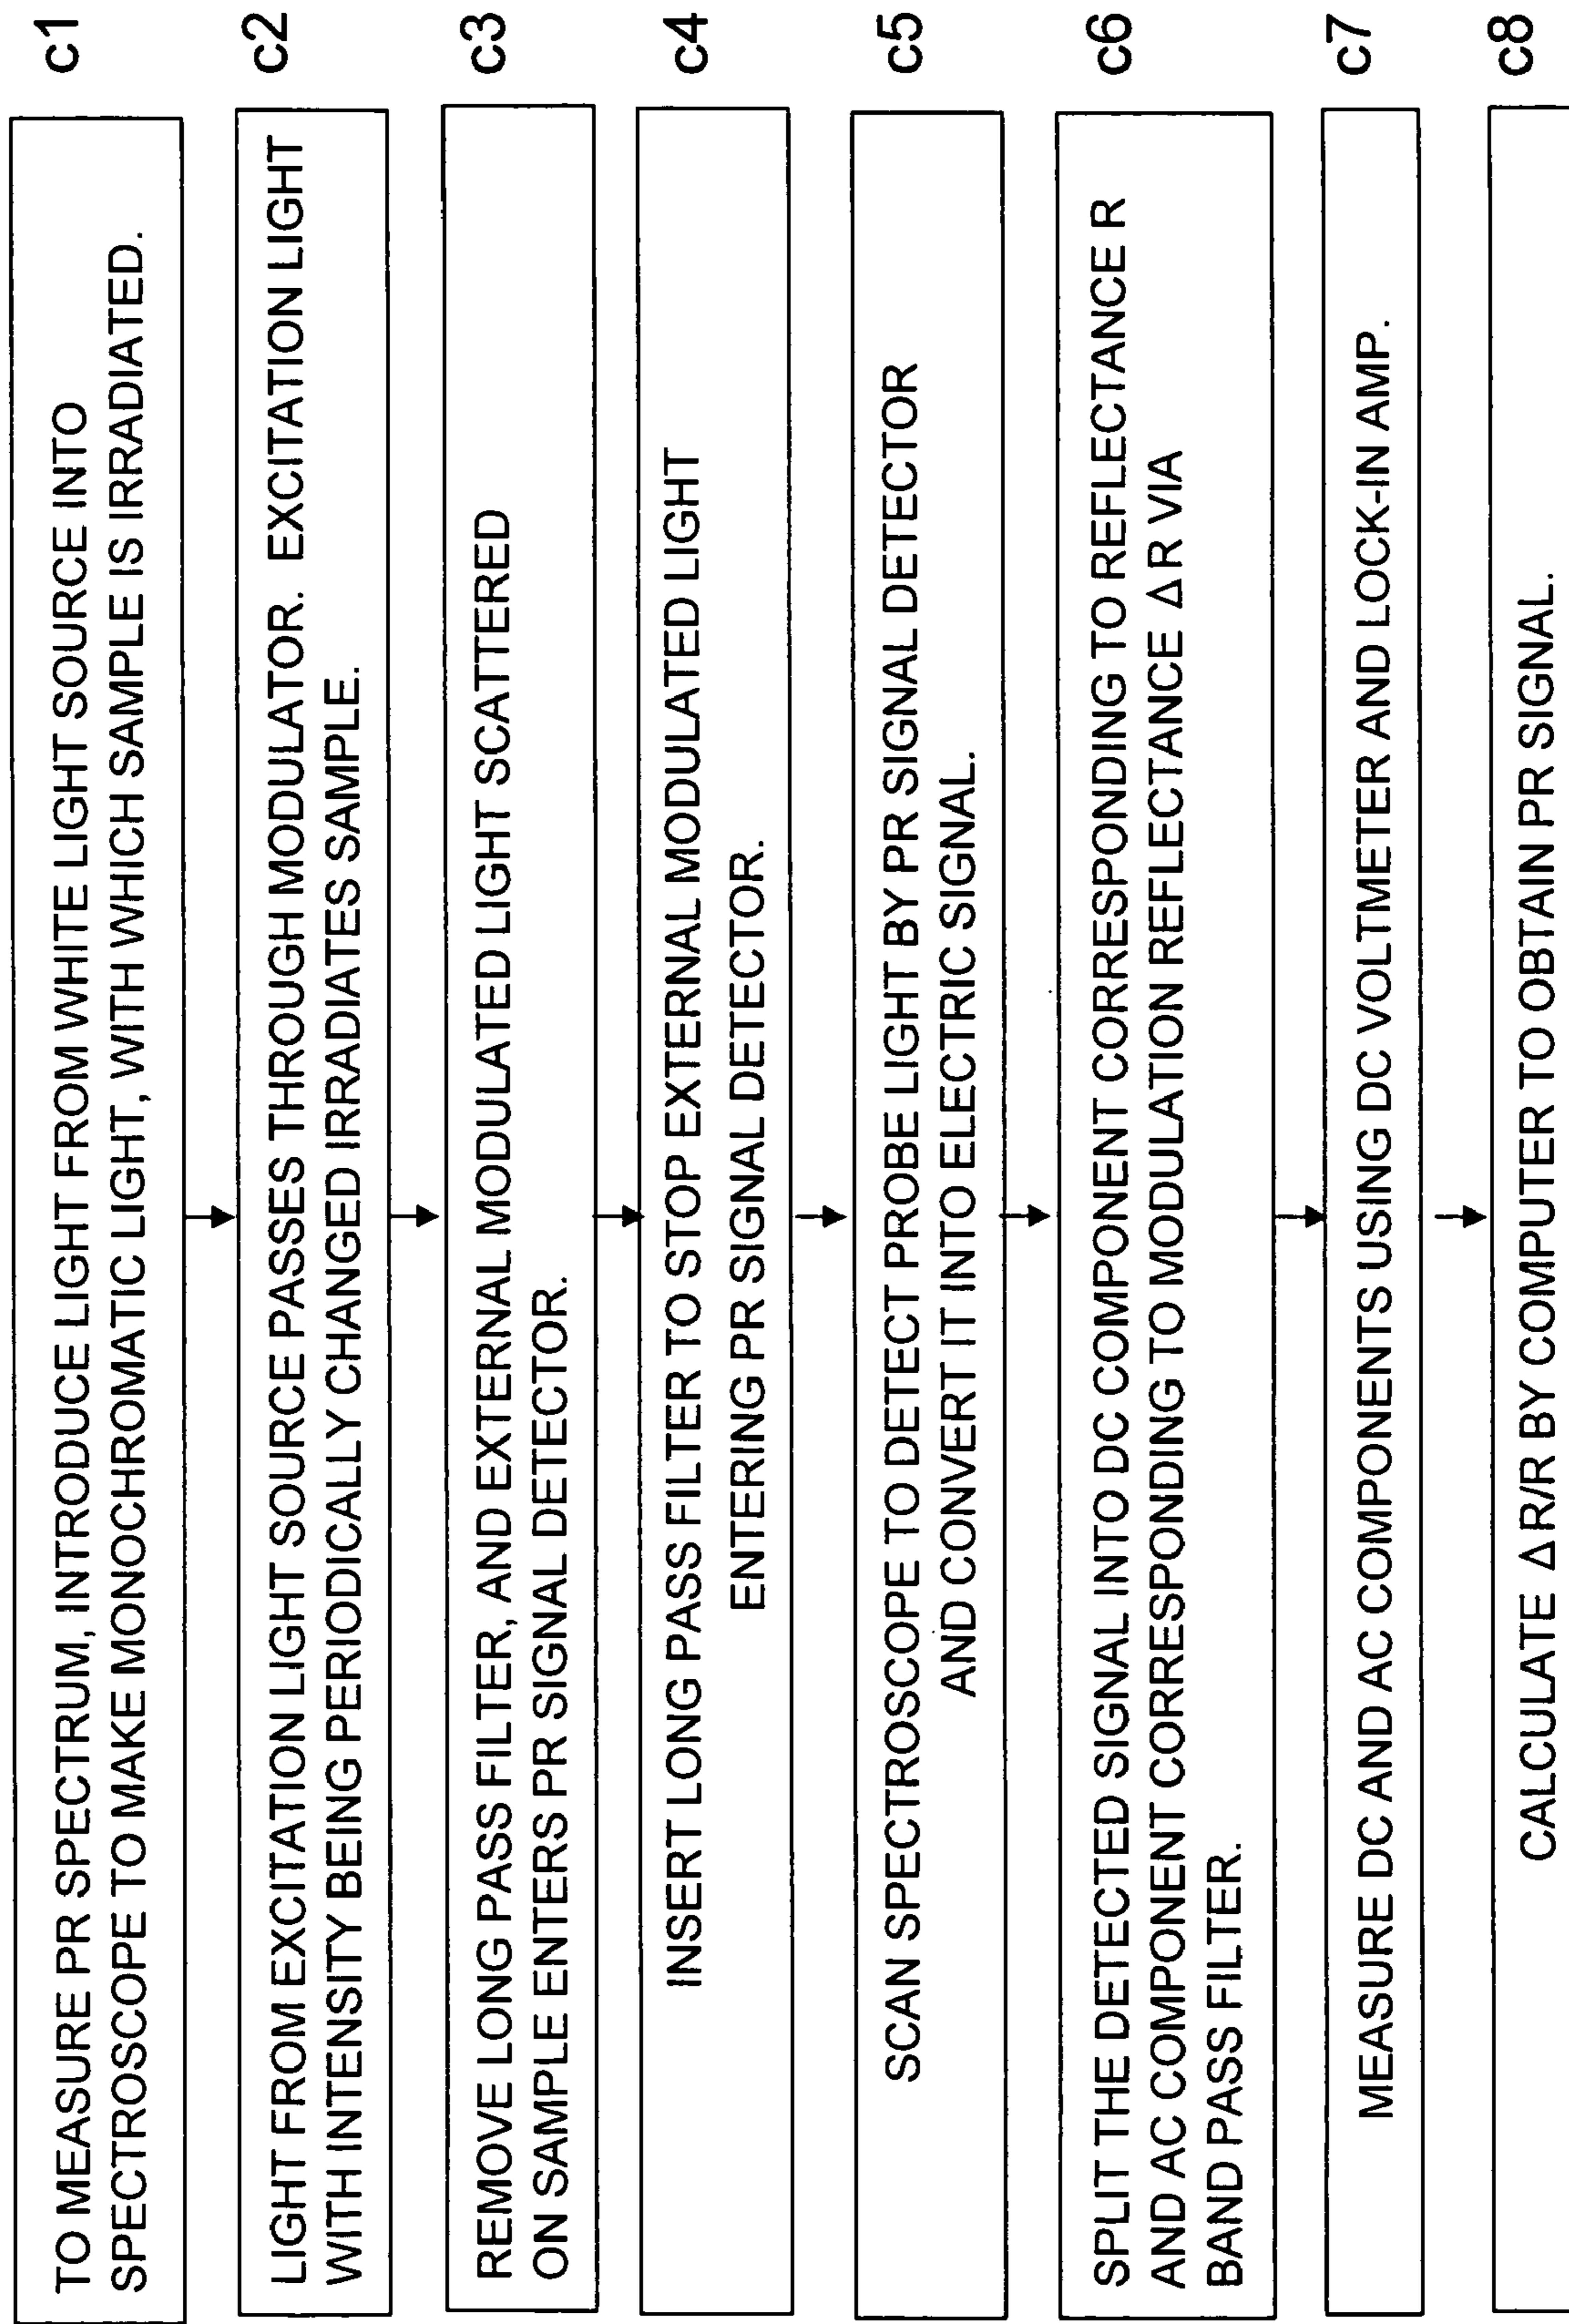 c1
TO MEASURE PR SPECTRUM, INTRODUCE LIGHT FROM WHITE LIGHT SOURCE INTO
SPECTROSCOPE TO MAKE MONOCHROMATIC LIGHT, WITH WHICH SAMPLE IS IRRADIATED.
c2
LIGHT FROM EXCITATION LIGHT SOURCE PASSES THROUGH MODULATOR. EXCITATION LIGHT
WITH INTENSITY BEING PERIODICALLY CHANGED IRRADIATES SAMPLE.
c3
REMOVE LONG PASS FILTER, AND EXTERNAL MODULATED LIGHT SCATTERED
ON SAMPLE ENTERS PR SIGNAL DETECTOR.
c4
INSERT LONG PASS FILTER TO STOP EXTERNAL MODULATED LIGHT
ENTERING PR SIGNAL DETECTOR.
c5
SCAN SPECTROSCOPE TO DETECT PROBE LIGHT BY PR SIGNAL DETECTOR
AND CONVERT IT INTO ELECTRIC SIGNAL.
c6
SPLIT THE DETECTED SIGNAL INTO DC COMPONENT CORRESPONDING TO REFLECTANCE R
AND AC COMPONENT CORRESPONDING TO MODULATION REFLECTANCE ΔR VIA
BAND PASS FILTER.
c7
MEASURE DC AND AC COMPONENTS USING DC VOLTMETER AND LOCK-IN AMP.
c8
CALCULATE ΔR/R BY COMPUTER TO OBTAIN PR SIGNAL.